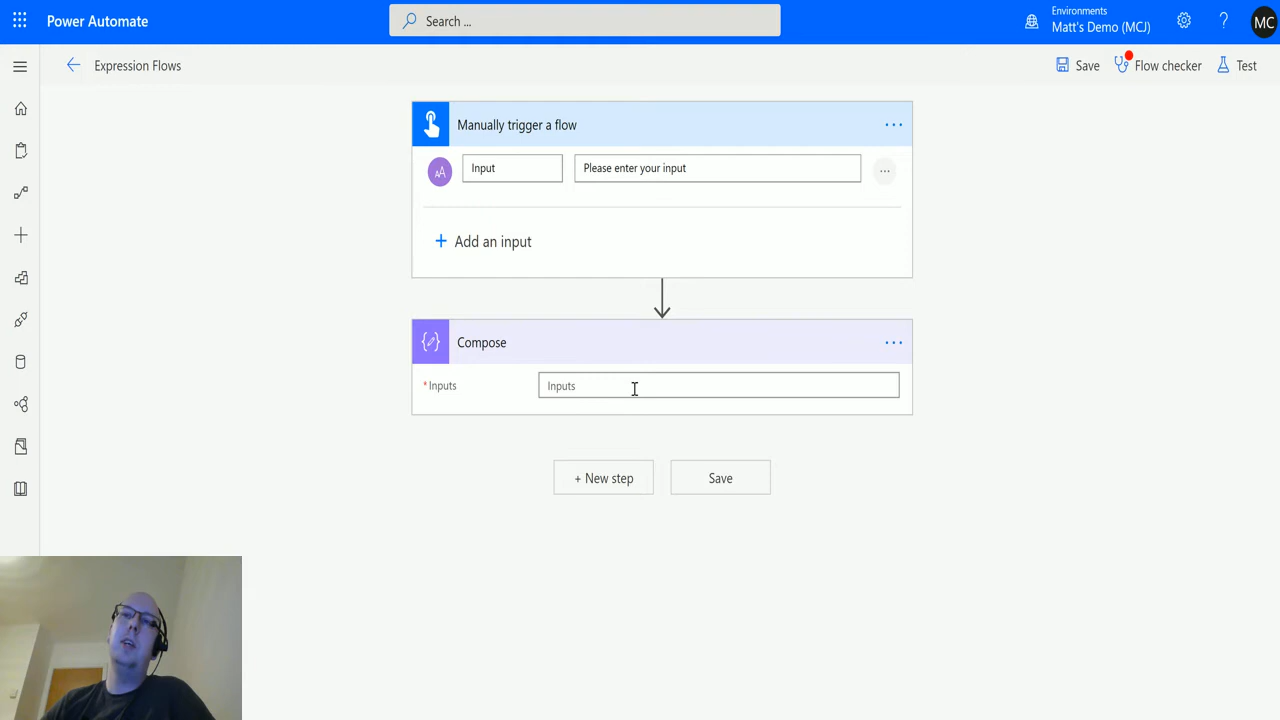 Power Automate
Search ...
Environments
Matt's Demo (MCJ)
?
MC
Expression Flows
Save
Flow checker
Test
Manually trigger a flow
...
AA
Input
Please enter your input
...
+ Add an input
Compose
...
* Inputs
Inputs
+ New step
Save